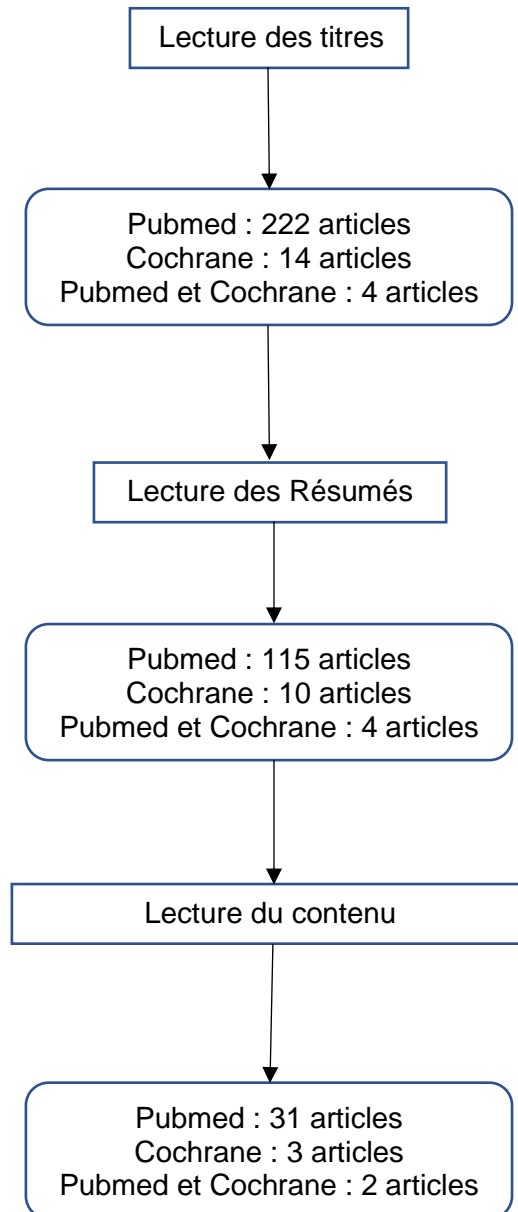 Lecture des titres
Pubmed : 222 articles
Cochrane : 14 articles
Pubmed et Cochrane : 4 articles
Lecture des Résumés
Pubmed : 115 articles
Cochrane : 10 articles
Pubmed et Cochrane : 4 articles
Lecture du contenu
Pubmed : 31 articles
Cochrane : 3 articles
Pubmed et Cochrane : 2 articles